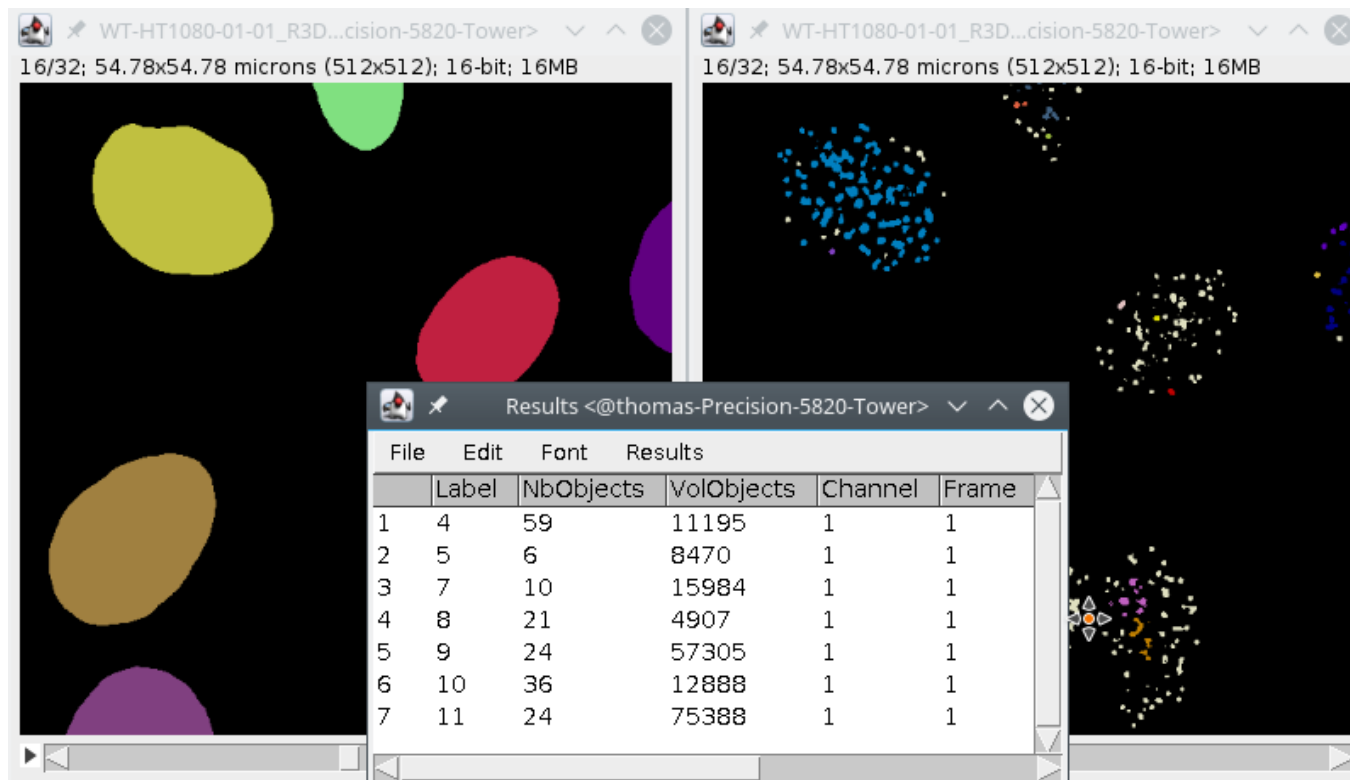 WT-HT1080-01-01_R3D...cision-5820-Tower>
16/32; 54.78x54.78 microns (512x512); 16-bit; 16MB
WT-HT1080-01-01_R3D...cision-5820-Tower>
16/32; 54.78x54.78 microns (512x512); 16-bit; 16MB
Results <@thomas-Precision-5820-Tower>
File Edit Font Results
Label NbObjects VolObjects Channel Frame
1 4 59 11195 1 1
2 5 6 8470 1 1
3 7 10 15984 1 1
4 8 21 4907 1 1
5 9 24 57305 1 1
6 10 36 12888 1 1
7 11 24 75388 1 1